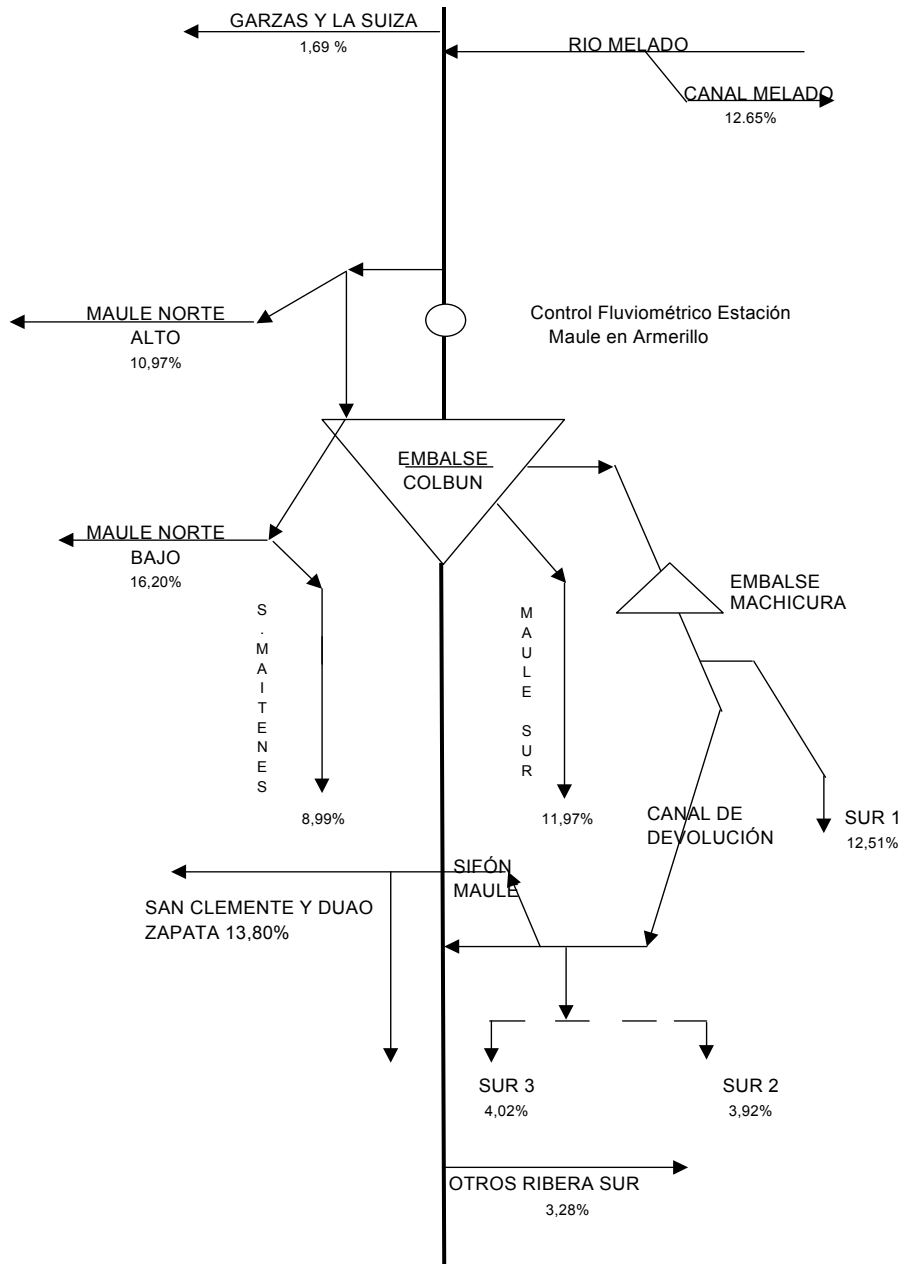 GARZAS Y LA SUIZA
1,69 %
RIO MELADO
CANAL MELADO
12.65%
MAULE NORTE
ALTO
10,97%
Control Fluviométrico Estación
Maule en Armerillo
EMBALSE
COLBUN
MAULE NORTE
BAJO
16,20%
EMBALSE
MACHICURA
S.MAITENES
8,99%
MAULE SUR
11,97%
CANAL DE
DEVOLUCIÓN
SUR 1
12,51%
SIFÓN
MAULE
SAN CLEMENTE Y DUAO
ZAPATA 13,80%
SUR 3
4,02%
SUR 2
3,92%
OTROS RIBERA SUR
3,28%